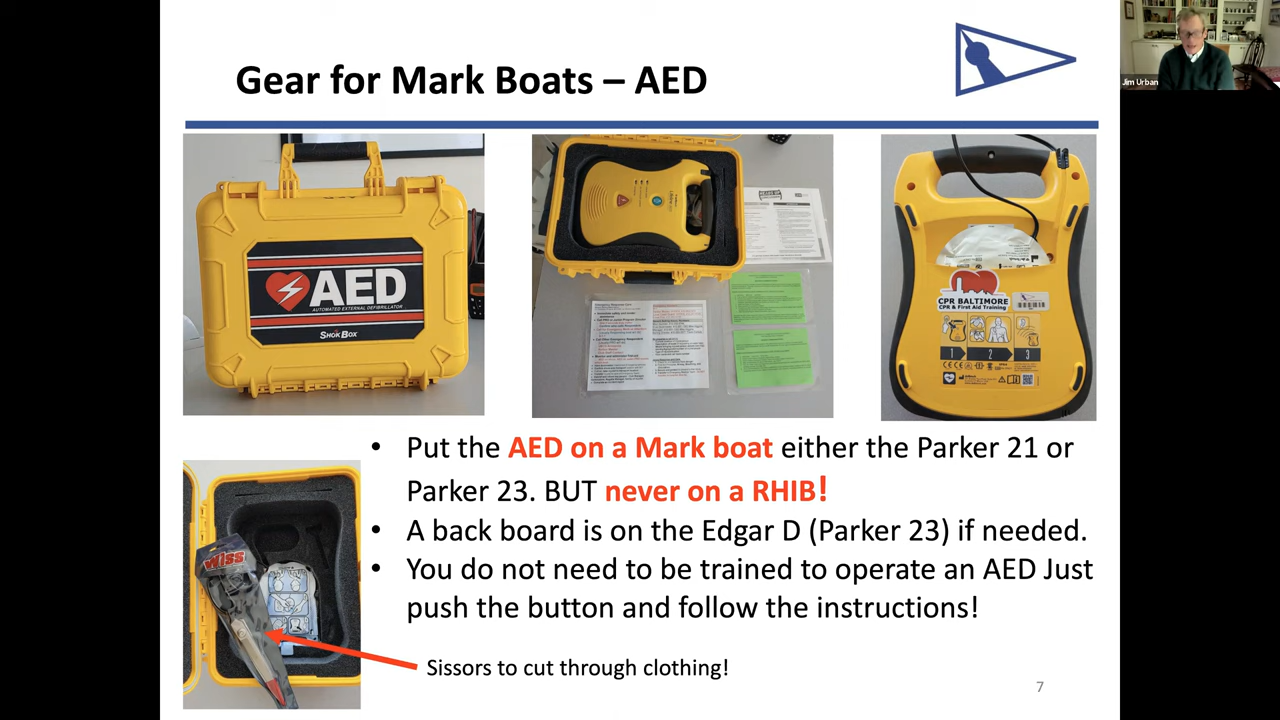 Gear for Mark Boats – AED
Jim Urban
AED
AUTOMATED EXTERNAL DEFIBRILLATOR
SHOKBOX
CPR BALTIMORE
CPR & First Aid Training
1 2 3
• Put the AED on a Mark boat either the Parker 21 or
Parker 23. BUT never on a RHIB!
• A back board is on the Edgar D (Parker 23) if needed.
• You do not need to be trained to operate an AED Just
push the button and follow the instructions!
Wiss
Sissors to cut through clothing!
7